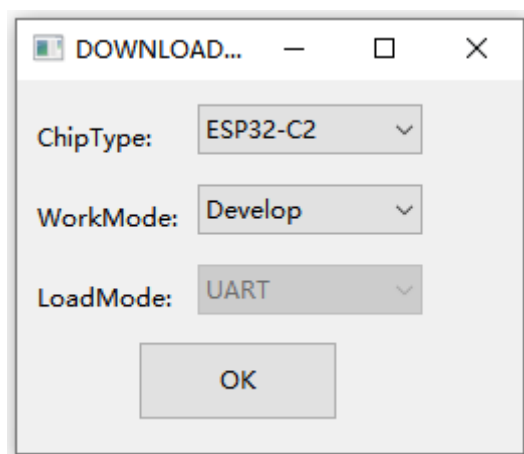 DOWNLOAD...
ChipType: ESP32-C2
WorkMode: Develop
LoadMode: UART
OK